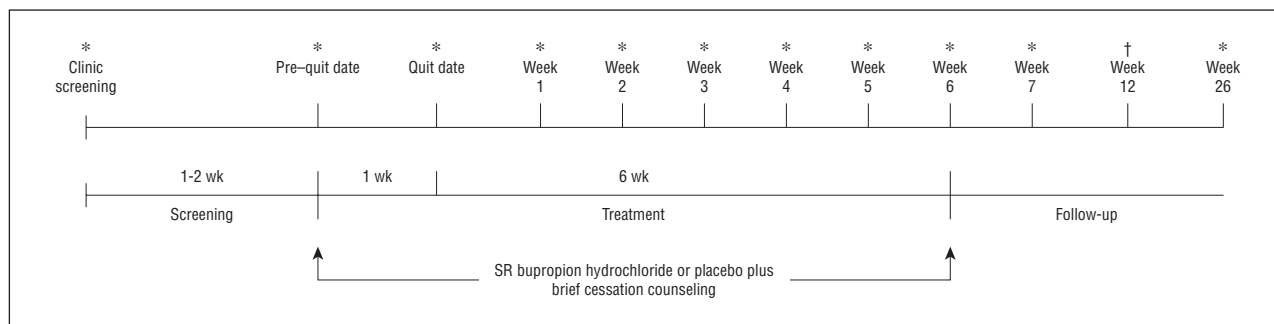 * * * * * * * * * * † *
Clinic screening Pre–quit date Quit date Week 1 Week 2 Week 3 Week 4 Week 5 Week 6 Week 7 Week 12 Week 26
1-2 wk 1 wk 6 wk
Screening Treatment Follow-up
SR bupropion hydrochloride or placebo plus
brief cessation counseling